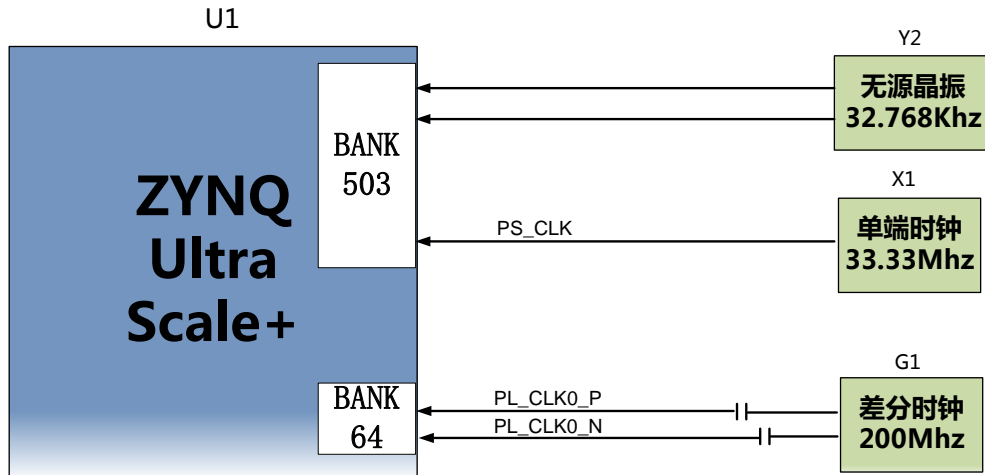 U1
ZYNQ
Ultra
Scale+
BANK
503
BANK
64
PS_CLK
PL_CLK0_P
PL_CLK0_N
Y2
无源晶振
32.768Khz
X1
单端时钟
33.33Mhz
G1
差分时钟
200Mhz